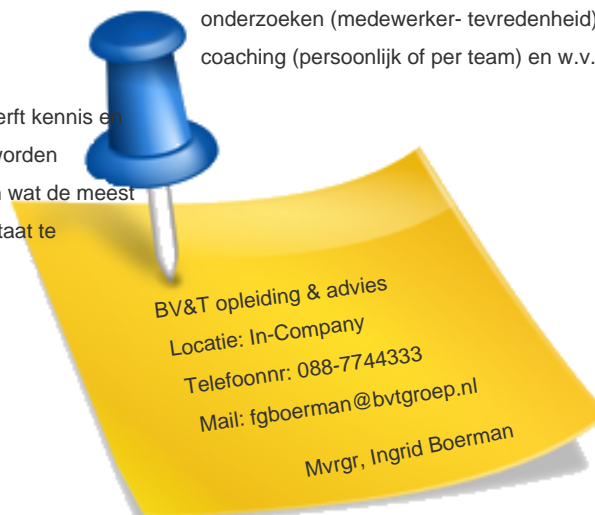 onderzoeken (medewerker- tevredenheid)
coaching (persoonlijk of per team) en w.v.
erft kennis en
worden
wat de meest
taat te
BV&T opleiding & advies
Locatie: In-Company
Telefoonnr: 088-7744333
Mail: fgboerman@bvtgroep.nl
Mvrgr, Ingrid Boerman